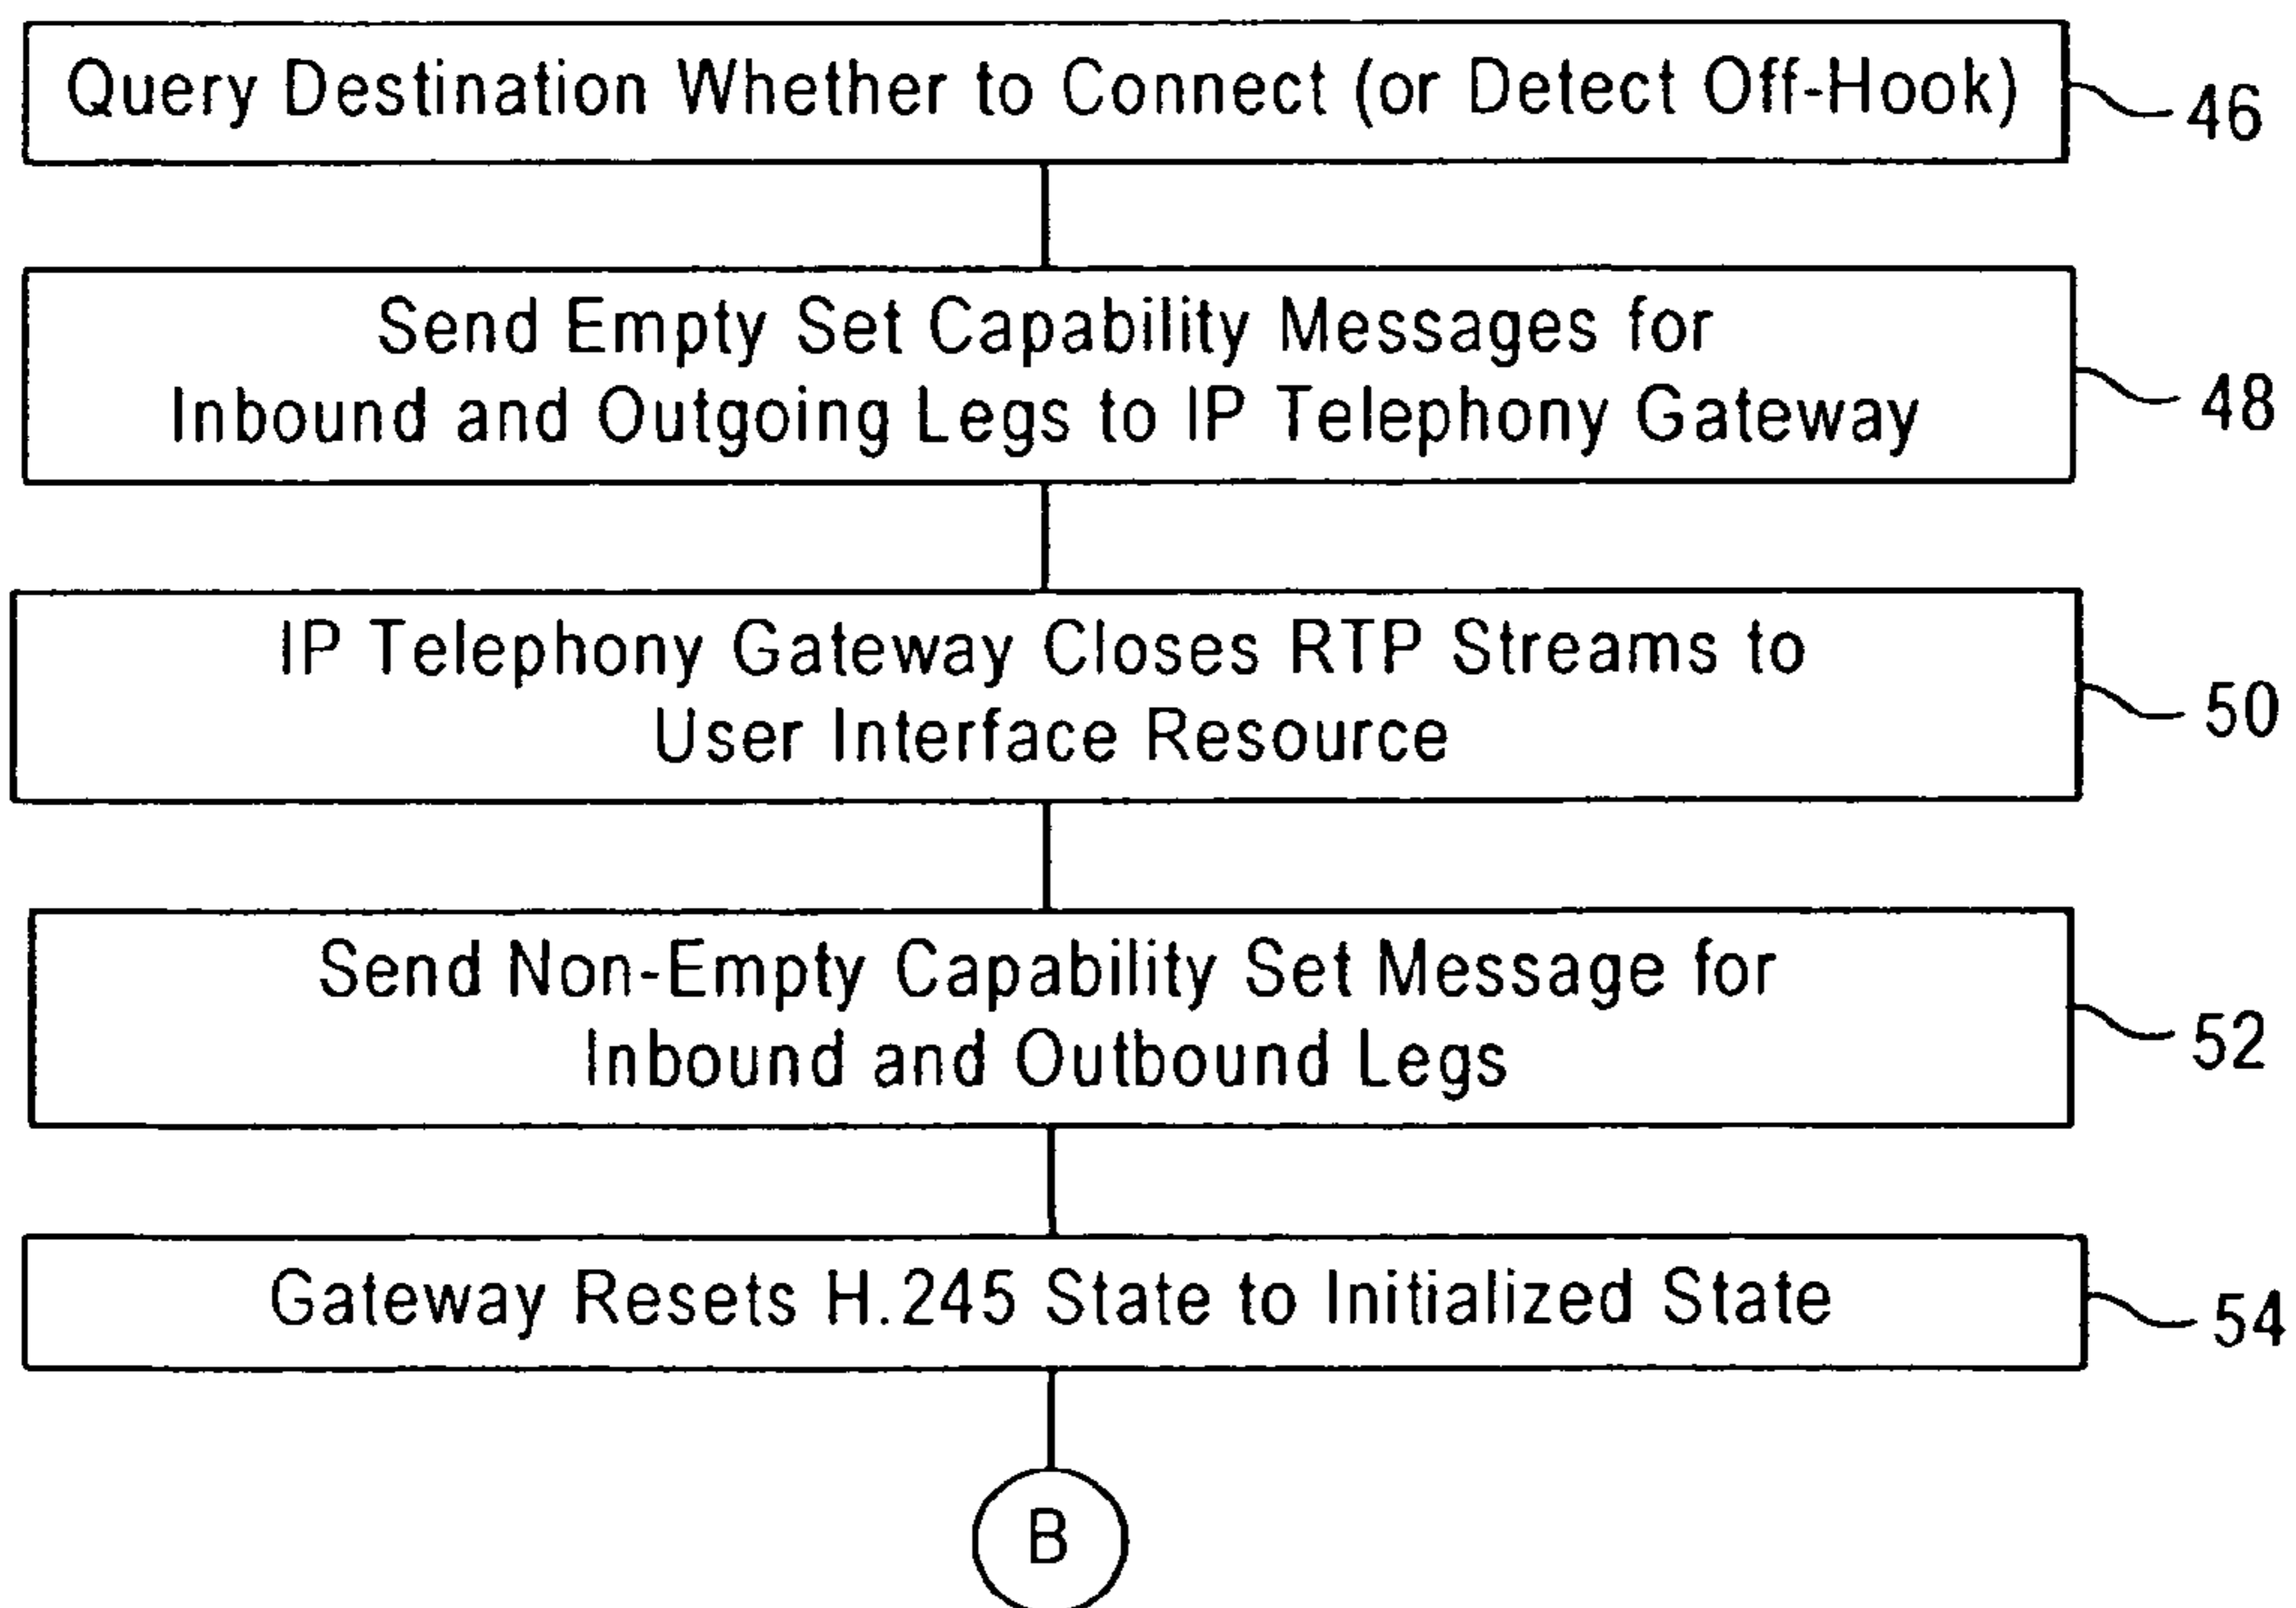 Query Destination Whether to Connect (or Detect Off-Hook)
46
Send Empty Set Capability Messages for
Inbound and Outgoing Legs to IP Telephony Gateway
48
IP Telephony Gateway Closes RTP Streams to
User Interface Resource
50
Send Non-Empty Capability Set Message for
Inbound and Outbound Legs
52
Gateway Resets H.245 State to Initialized State
54
B